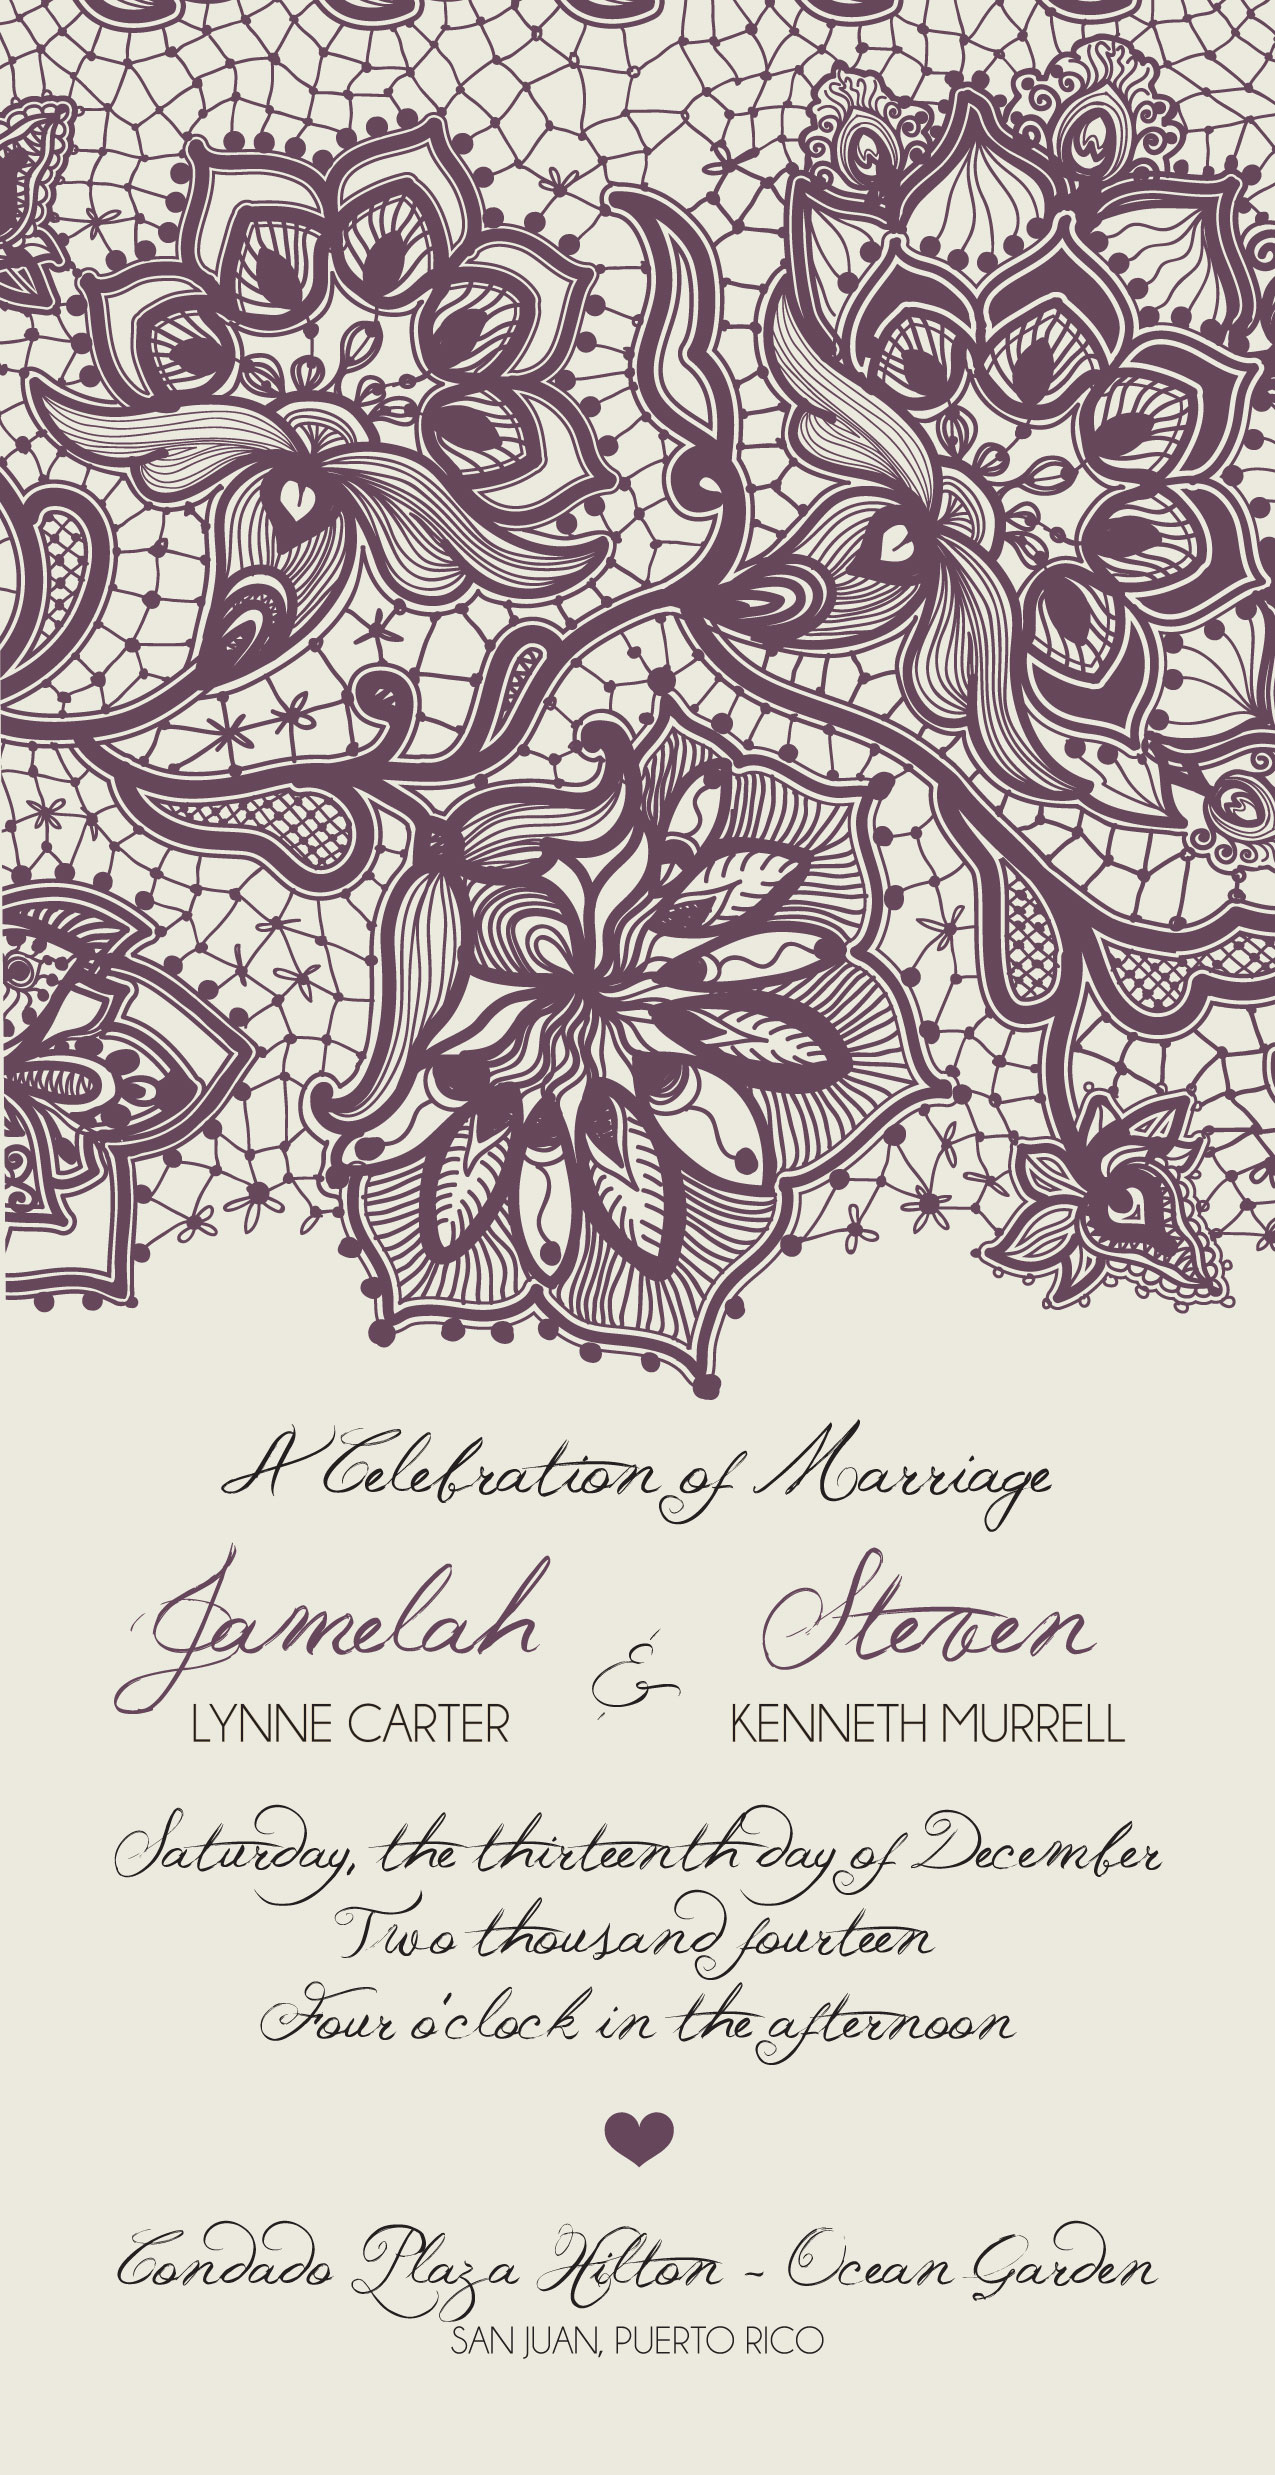 A Celebration of Marriage
Jamelah & Steven
LYNNE CARTER KENNETH MURRELL
Saturday, the thirteenth day of December
Two thousand fourteen
Four o'clock in the afternoon
Condado Plaza Hilton - Ocean Garden
SAN JUAN, PUERTO RICO